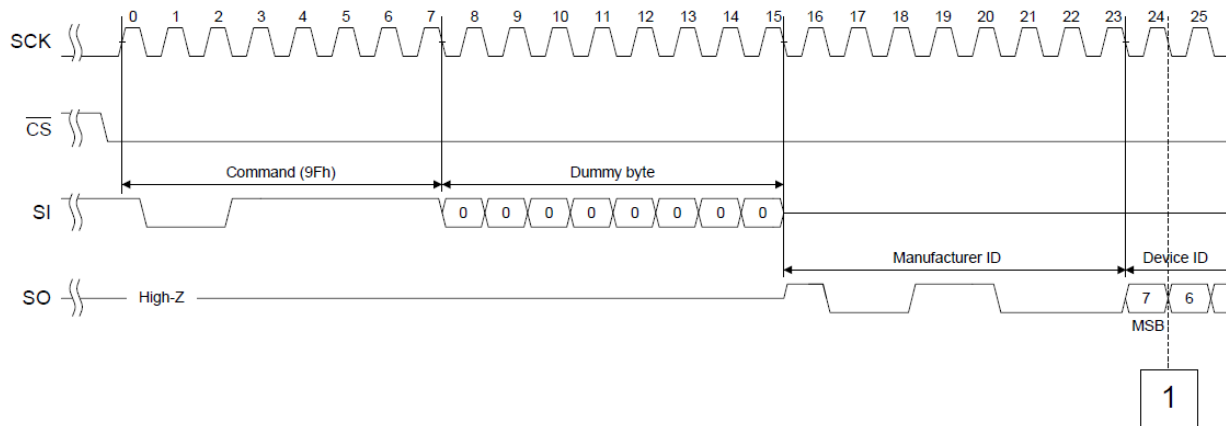 0 1 2 3 4 5 6 7 8 9 10 11 12 13 14 15 16 17 18 19 20 21 22 23 24 25
SCK
CS
Command (9Fh) Dummy byte
SI 0 0 0 0 0 0 0 0
Manufacturer ID Device ID
SO High-Z 7 6
MSB
1